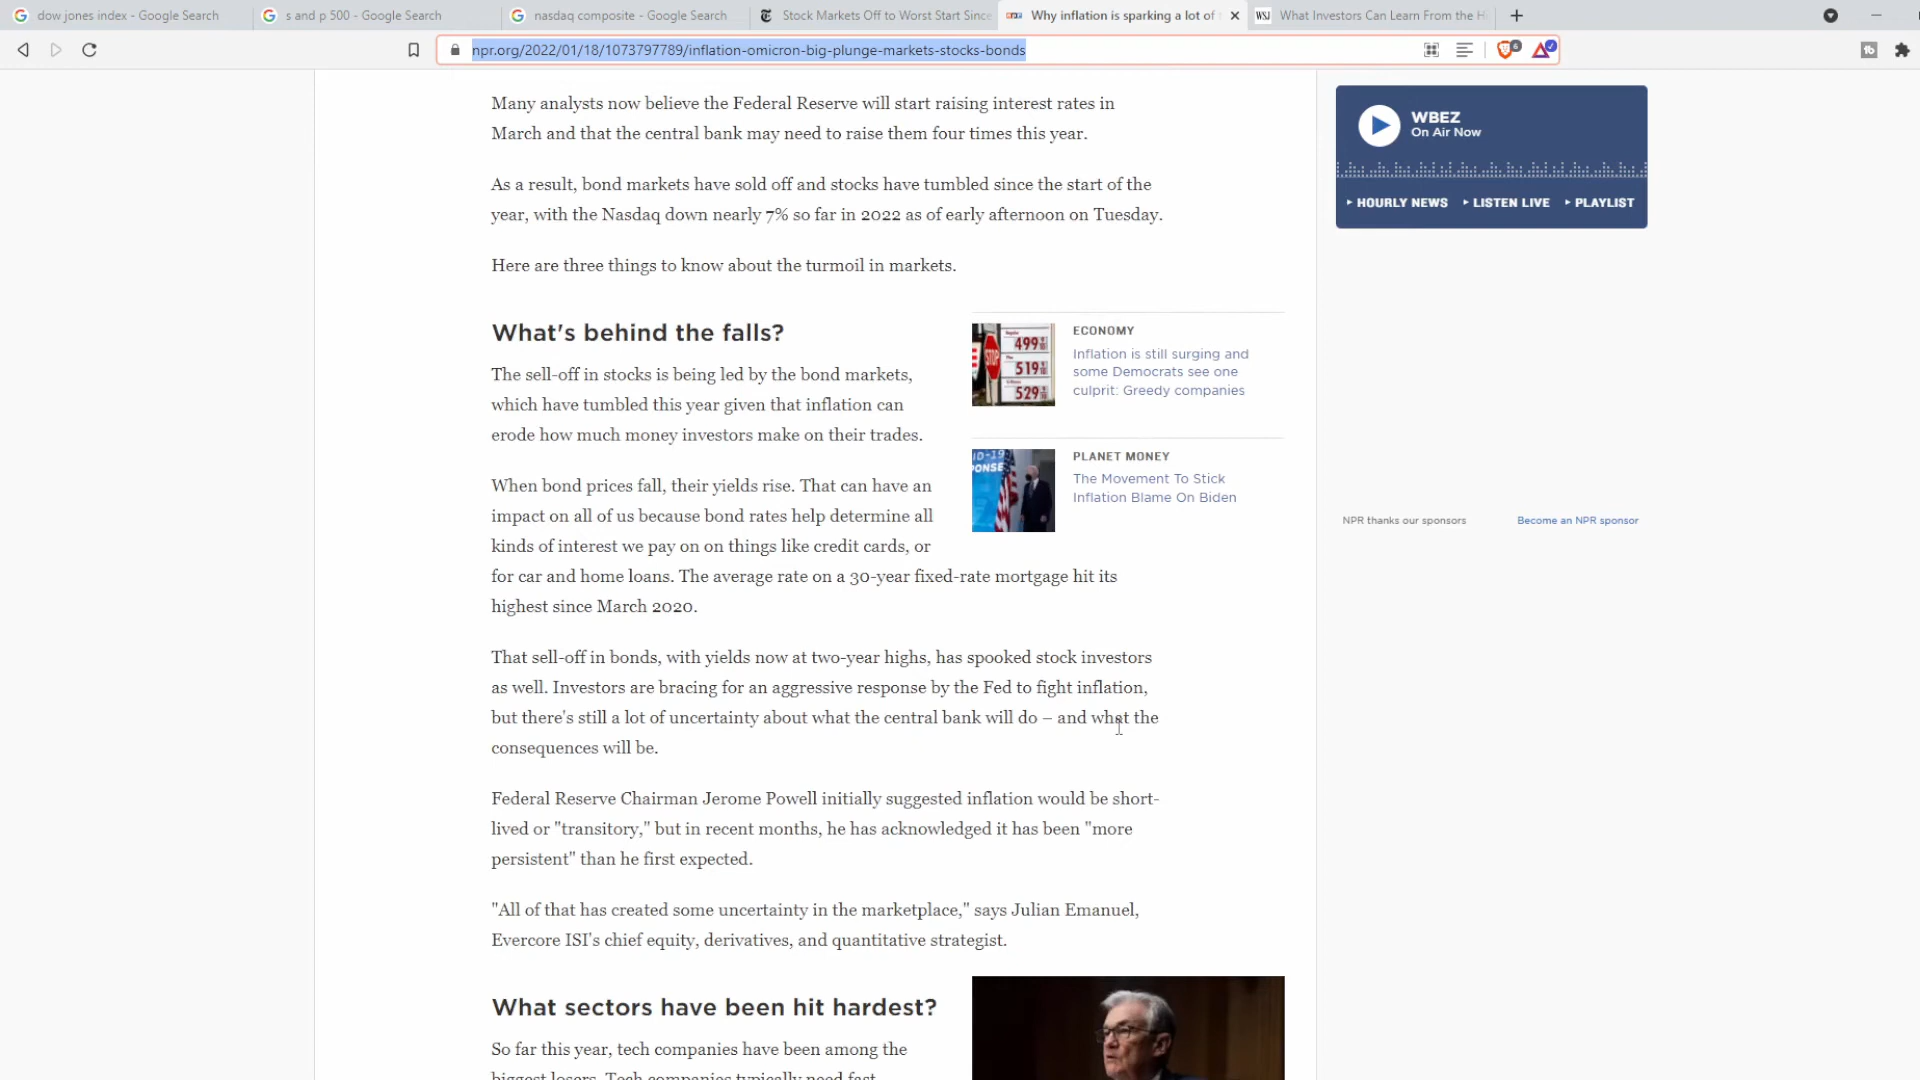 dow jones index - Google Search
s and p 500 - Google Search
nasdaq composite - Google Search
Stock Markets Off to Worst Start Since
Why inflation is sparking a lot of
WSJ What Investors Can Learn From the H
npr.org/2022/01/18/1073797789/inflation-omicron-big-plunge-markets-stocks-bonds
Many analysts now believe the Federal Reserve will start raising interest rates in
March and that the central bank may need to raise them four times this year.
As a result, bond markets have sold off and stocks have tumbled since the start of the
year, with the Nasdaq down nearly 7% so far in 2022 as of early afternoon on Tuesday.
Here are three things to know about the turmoil in markets.
What's behind the falls?
The sell-off in stocks is being led by the bond markets,
which have tumbled this year given that inflation can
erode how much money investors make on their trades.
When bond prices fall, their yields rise. That can have an
impact on all of us because bond rates help determine all
kinds of interest we pay on on things like credit cards, or
for car and home loans. The average rate on a 30-year fixed-rate mortgage hit its
highest since March 2020.
That sell-off in bonds, with yields now at two-year highs, has spooked stock investors
as well. Investors are bracing for an aggressive response by the Fed to fight inflation,
but there's still a lot of uncertainty about what the central bank will do – and what the
consequences will be.
Federal Reserve Chairman Jerome Powell initially suggested inflation would be short-
lived or "transitory," but in recent months, he has acknowledged it has been "more
persistent" than he first expected.
"All of that has created some uncertainty in the marketplace," says Julian Emanuel,
Evercore ISI's chief equity, derivatives, and quantitative strategist.
What sectors have been hit hardest?
So far this year, tech companies have been among the
biggest losers. Tech companies typically need fast
STOP
499
519
529
ECONOMY
Inflation is still surging and
some Democrats see one
culprit: Greedy companies
PLANET MONEY
The Movement To Stick
Inflation Blame On Biden
WBEZ
On Air Now
HOURLY NEWS
LISTEN LIVE
PLAYLIST
NPR thanks our sponsors
Become an NPR sponsor